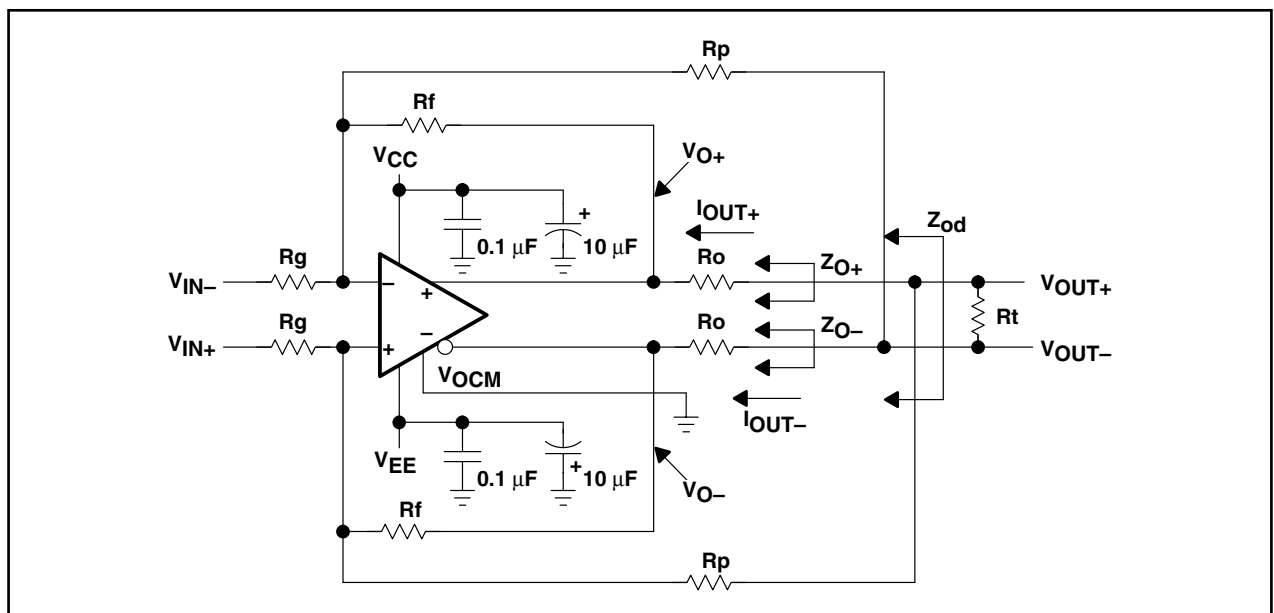 Rp
Rf
VCC
VO+
IOUT+
Zod
+
0.1 μF
10 μF
Rg
Ro
ZO+
VIN–
–
+
VOUT+
Rg
Ro
ZO–
Rt
VIN+
+
–
VOCM
VOUT–
IOUT–
VEE
0.1 μF
+
10 μF
VO–
Rf
Rp